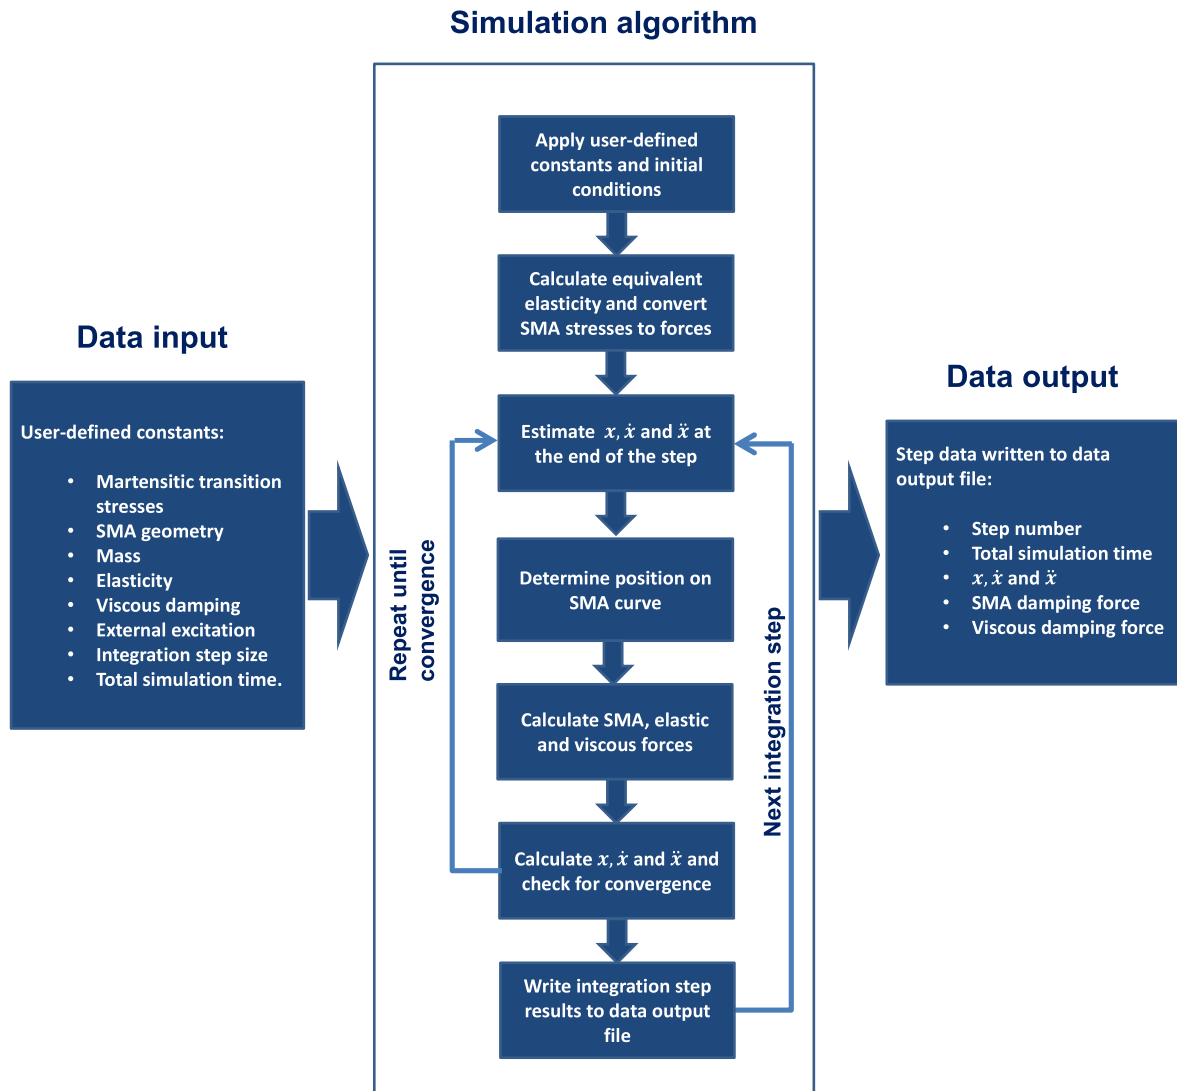 Simulation algorithm
Data input
User-defined constants:
• Martensitic transition
stresses
• SMA geometry
• Mass
• Elasticity
• Viscous damping
• External excitation
• Integration step size
• Total simulation time.
Apply user-defined
constants and initial
conditions
Calculate equivalent
elasticity and convert
SMA stresses to forces
Estimate x, ẋ and ẍ at
the end of the step
Determine position on
SMA curve
Calculate SMA, elastic
and viscous forces
Calculate x, ẋ and ẍ and
check for convergence
Write integration step
results to data output
file
Repeat until
convergence
Next integration step
Data output
Step data written to data
output file:
• Step number
• Total simulation time
• x, ẋ and ẍ
• SMA damping force
• Viscous damping force